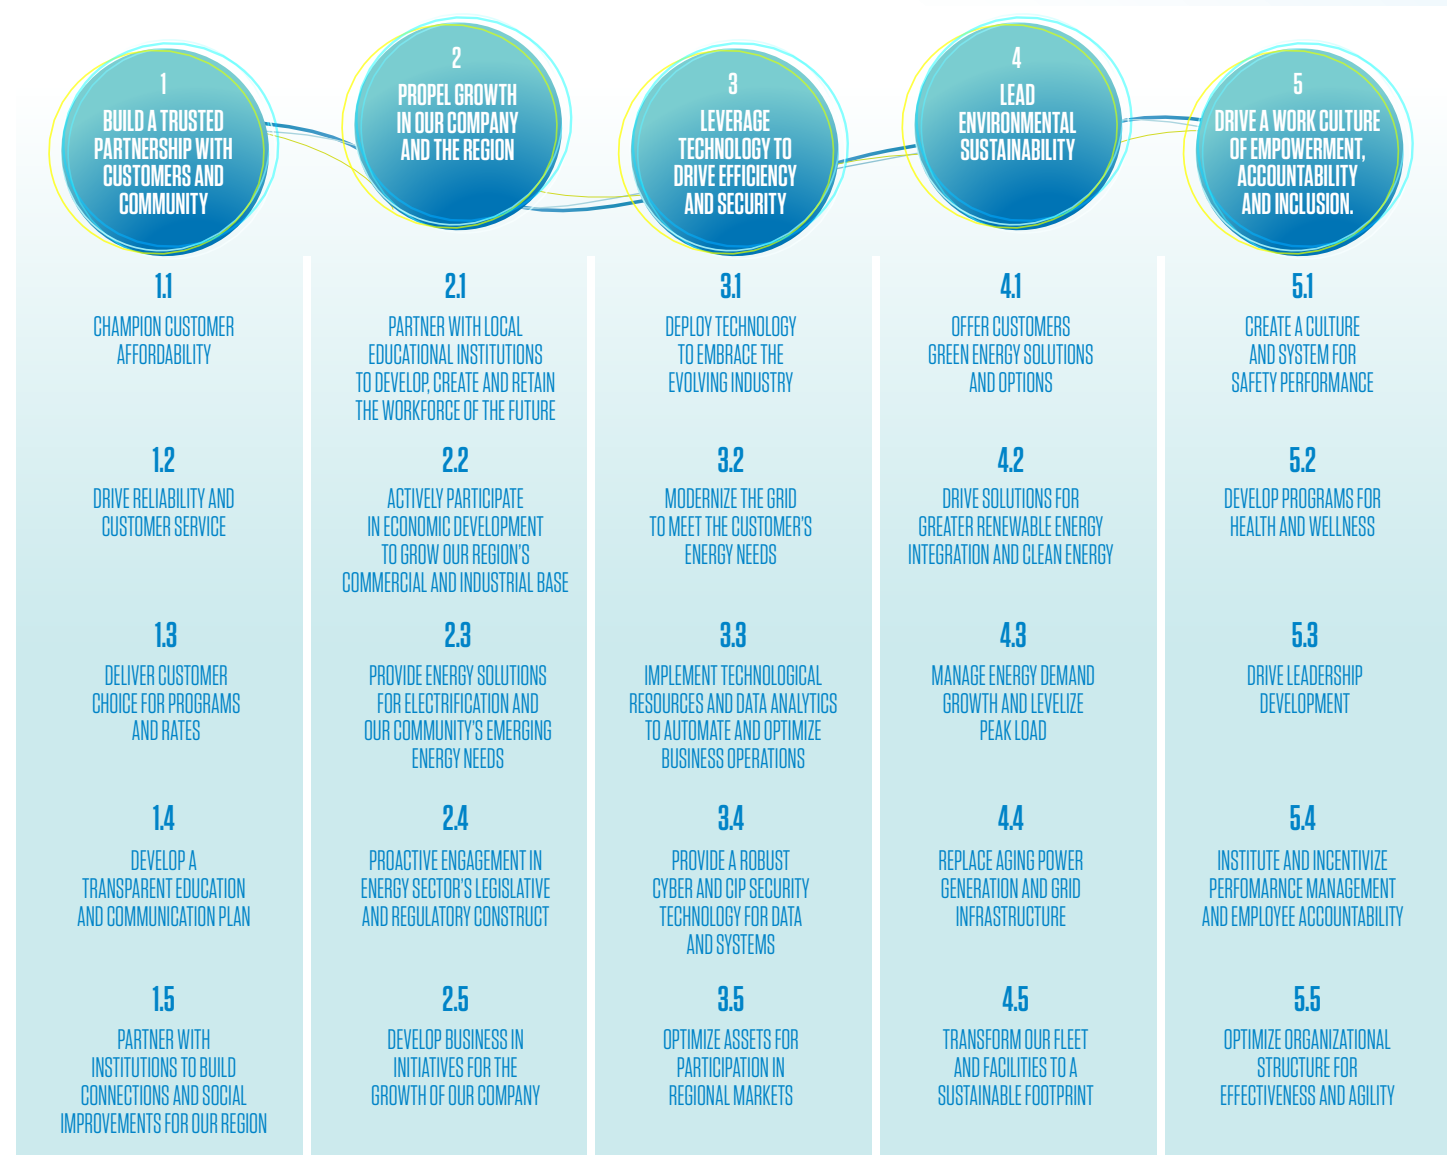 1
BUILD A TRUSTED
PARTNERSHIP WITH
CUSTOMERS AND
COMMUNITY
2
PROPEL GROWTH
IN OUR COMPANY
AND THE REGION
3
LEVERAGE
TECHNOLOGY TO
DRIVE EFFICIENCY
AND SECURITY
4
LEAD
ENVIRONMENTAL
SUSTAINABILITY
5
DRIVE A WORK CULTURE
OF EMPOWERMENT,
ACCOUNTABILITY
AND INCLUSION.
1.1
CHAMPION CUSTOMER
AFFORDABILITY
1.2
DRIVE RELIABILITY AND
CUSTOMER SERVICE
1.3
DELIVER CUSTOMER
CHOICE FOR PROGRAMS
AND RATES
1.4
DEVELOP A
TRANSPARENT EDUCATION
AND COMMUNICATION PLAN
1.5
PARTNER WITH
INSTITUTIONS TO BUILD
CONNECTIONS AND SOCIAL
IMPROVEMENTS FOR OUR REGION
2.1
PARTNER WITH LOCAL
EDUCATIONAL INSTITUTIONS
TO DEVELOP, CREATE AND RETAIN
THE WORKFORCE OF THE FUTURE
2.2
ACTIVELY PARTICIPATE
IN ECONOMIC DEVELOPMENT
TO GROW OUR REGION'S
COMMERCIAL AND INDUSTRIAL BASE
2.3
PROVIDE ENERGY SOLUTIONS
FOR ELECTRIFICATION AND
OUR COMMUNITY'S EMERGING
ENERGY NEEDS
2.4
PROACTIVE ENGAGEMENT IN
ENERGY SECTOR'S LEGISLATIVE
AND REGULATORY CONSTRUCT
2.5
DEVELOP BUSINESS IN
INITIATIVES FOR THE
GROWTH OF OUR COMPANY
3.1
DEPLOY TECHNOLOGY
TO EMBRACE THE
EVOLVING INDUSTRY
3.2
MODERNIZE THE GRID
TO MEET THE CUSTOMER'S
ENERGY NEEDS
3.3
IMPLEMENT TECHNOLOGICAL
RESOURCES AND DATA ANALYTICS
TO AUTOMATE AND OPTIMIZE
BUSINESS OPERATIONS
3.4
PROVIDE A ROBUST
CYBER AND CIP SECURITY
TECHNOLOGY FOR DATA
AND SYSTEMS
3.5
OPTIMIZE ASSETS FOR
PARTICIPATION IN
REGIONAL MARKETS
4.1
OFFER CUSTOMERS
GREEN ENERGY SOLUTIONS
AND OPTIONS
4.2
DRIVE SOLUTIONS FOR
GREATER RENEWABLE ENERGY
INTEGRATION AND CLEAN ENERGY
4.3
MANAGE ENERGY DEMAND
GROWTH AND LEVELIZE
PEAK LOAD
4.4
REPLACE AGING POWER
GENERATION AND GRID
INFRASTRUCTURE
4.5
TRANSFORM OUR FLEET
AND FACILITIES TO A
SUSTAINABLE FOOTPRINT
5.1
CREATE A CULTURE
AND SYSTEM FOR
SAFETY PERFORMANCE
5.2
DEVELOP PROGRAMS FOR
HEALTH AND WELLNESS
5.3
DRIVE LEADERSHIP
DEVELOPMENT
5.4
INSTITUTE AND INCENTIVIZE
PERFOMARNCE MANAGEMENT
AND EMPLOYEE ACCOUNTABILITY
5.5
OPTIMIZE ORGANIZATIONAL
STRUCTURE FOR
EFFECTIVENESS AND AGILITY